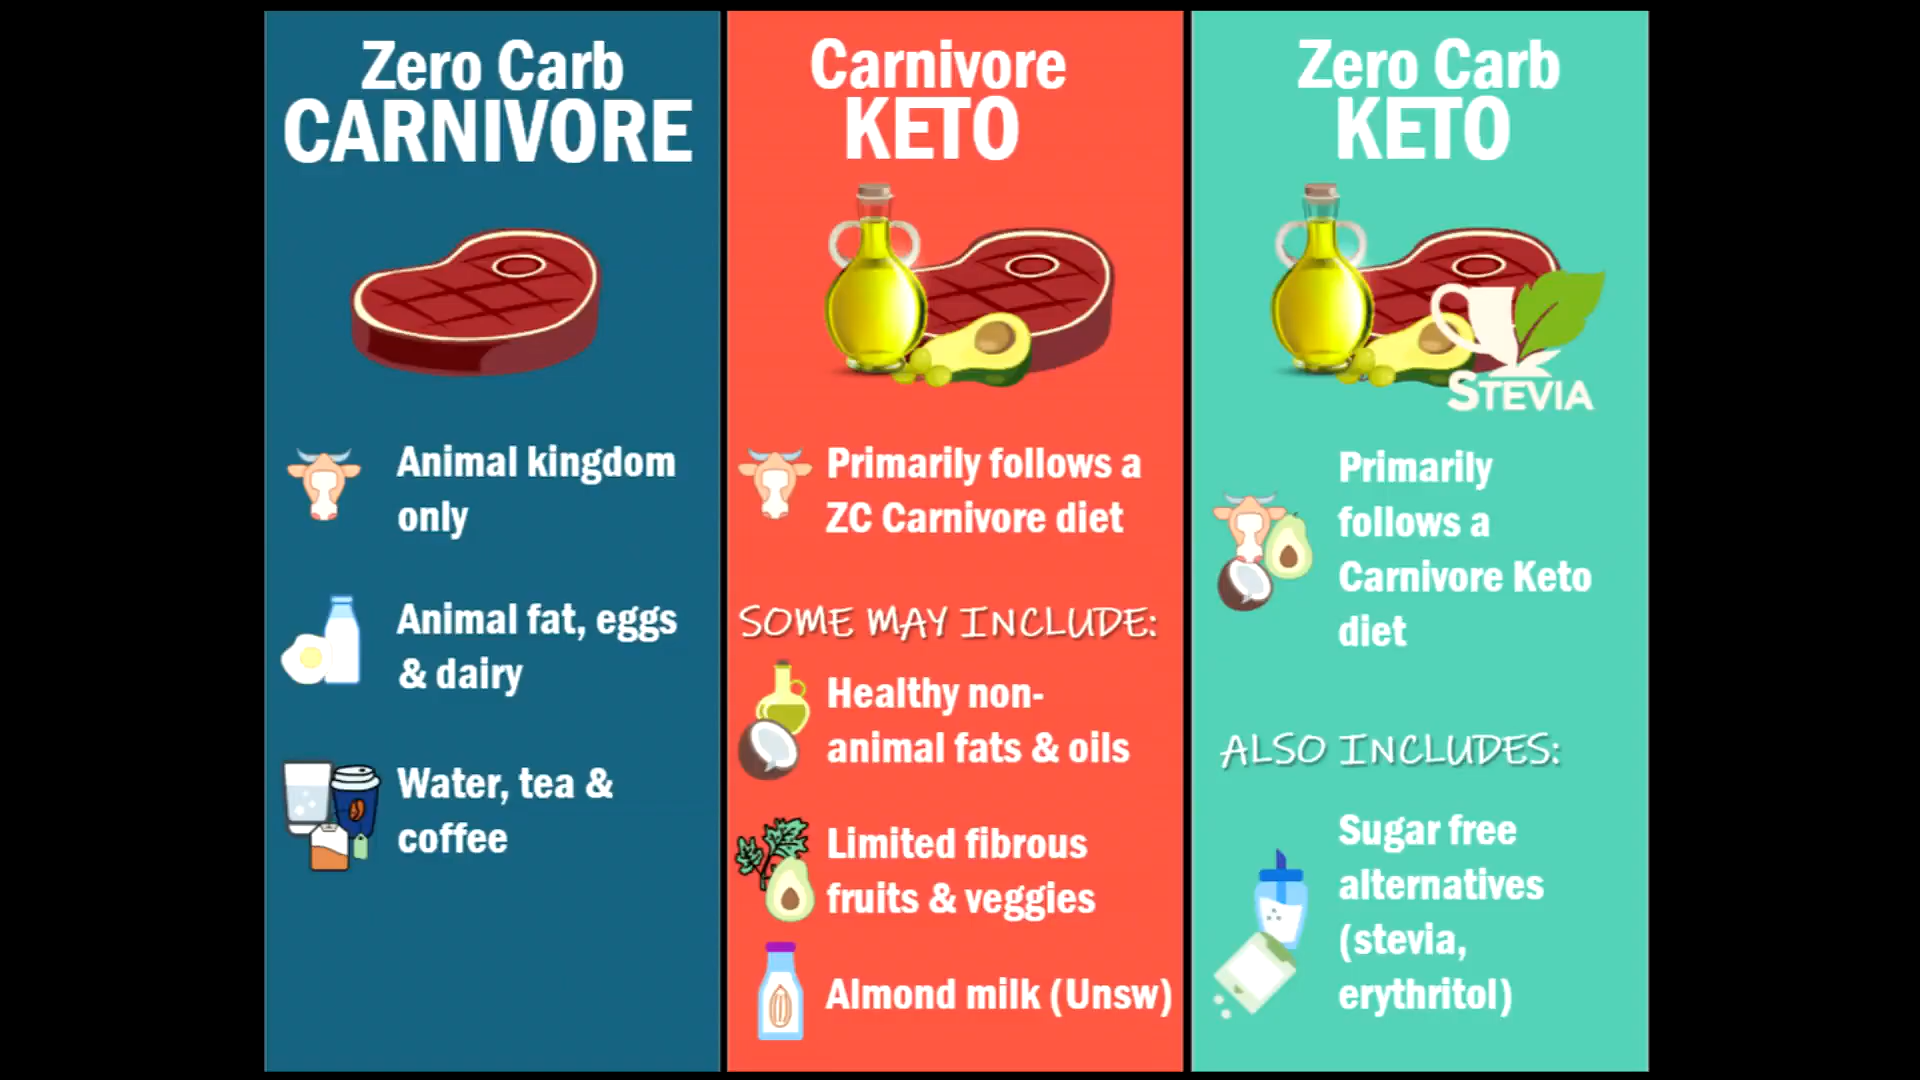 Zero Carb
CARNIVORE
Animal kingdom
only
Animal fat, eggs
& dairy
Water, tea &
coffee
Carnivore
KETO
Primarily follows a
ZC Carnivore diet
SOME MAY INCLUDE:
Healthy non-
animal fats & oils
Limited fibrous
fruits & veggies
Almond milk (Unsw)
Zero Carb
KETO
STEVIA
Primarily
follows a
Carnivore Keto
diet
ALSO INCLUDES:
Sugar free
alternatives
(stevia,
erythritol)